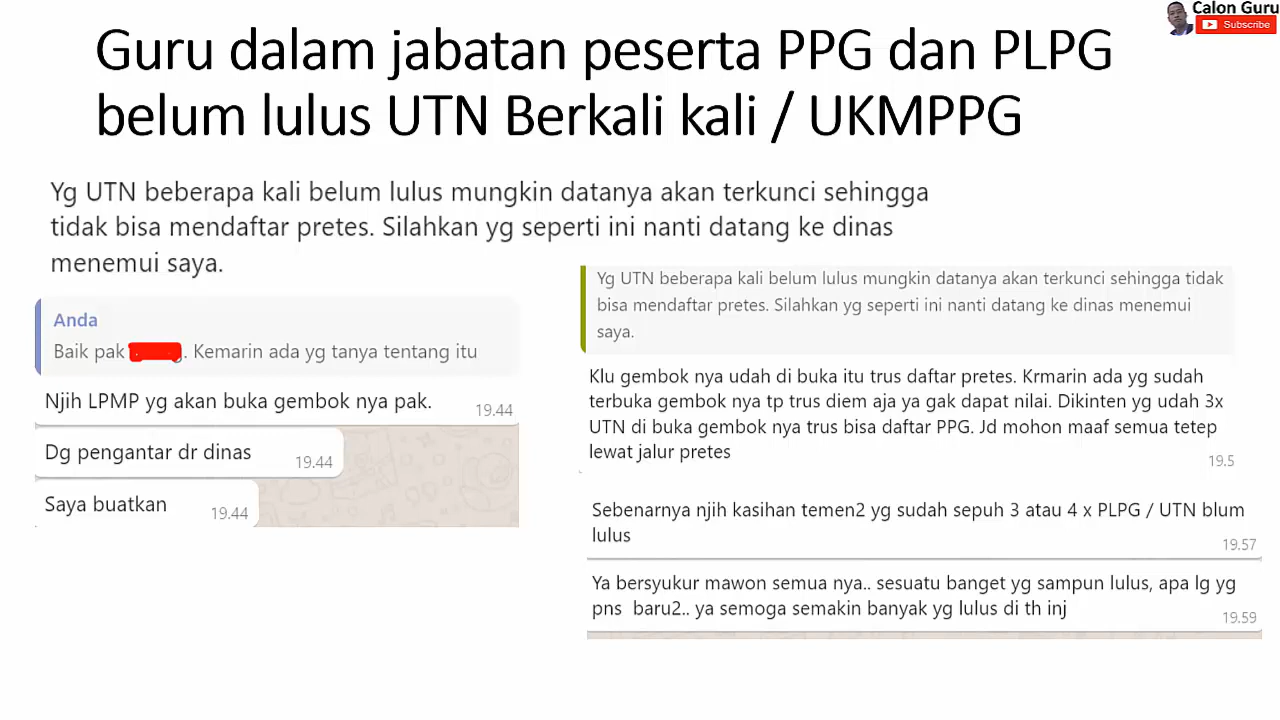 Calon Guru
Subscribe
Guru dalam jabatan peserta PPG dan PLPG
belum lulus UTN Berkali kali / UKMPPG
Yg UTN beberapa kali belum lulus mungkin datanya akan terkunci sehingga
tidak bisa mendaftar pretes. Silahkan yg seperti ini nanti datang ke dinas
menemui saya.
Anda
Baik pak . Kemarin ada yg tanya tentang itu
Njih LPMP yg akan buka gembok nya pak.
19.44
Dg pengantar dr dinas
19.44
Saya buatkan
19.44
Yg UTN beberapa kali belum lulus mungkin datanya akan terkunci sehingga tidak
bisa mendaftar pretes. Silahkan yg seperti ini nanti datang ke dinas menemui
saya.
Klu gembok nya udah di buka itu trus daftar pretes. Krmarin ada yg sudah
terbuka gembok nya tp trus diem aja ya gak dapat nilai. Dikinten yg udah 3x
UTN di buka gembok nya trus bisa daftar PPG. Jd mohon maaf semua tetep
lewat jalur pretes
19.5
Sebenarnya njih kasihan temen2 yg sudah sepuh 3 atau 4 x PLPG / UTN blum
lulus
19.57
Ya bersyukur mawon semua nya.. sesuatu banget yg sampun lulus, apa lg yg
pns baru2.. ya semoga semakin banyak yg lulus di th inj
19.59